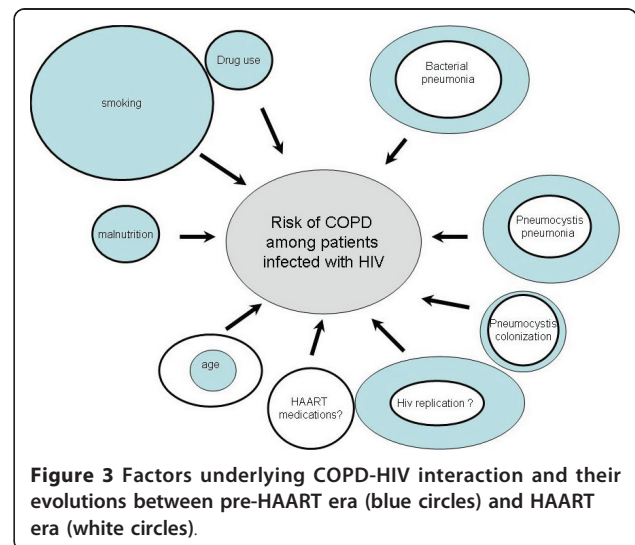 Drug use
smoking
Bacterial
pneumonia
malnutrition
Risk of COPD
among patients
infected with HIV
Pneumocystis
pneumonia
Pneumocystis
colonization
age
HAART
medications?
Hiv replication ?
Figure 3 Factors underlying COPD-HIV interaction and their
evolutions between pre-HAART era (blue circles) and HAART
era (white circles).